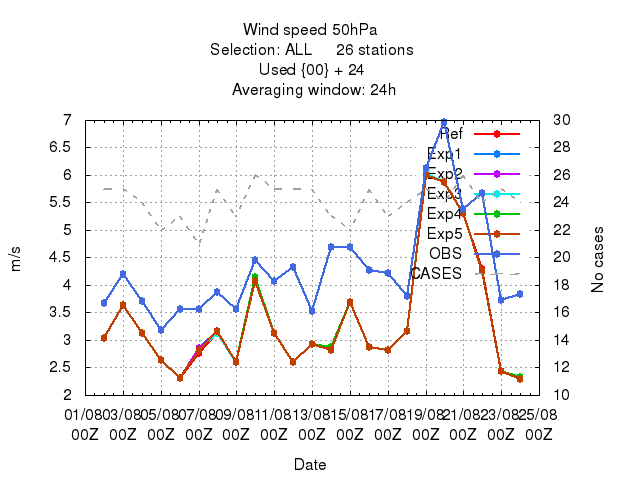 Wind speed 50hPa
Selection: ALL 26 stations
Used {00} + 24
Averaging window: 24h
7 30
6.5 28
6 26
5.5 24
5 22
4.5 20
4 18
3.5 16
3 14
2.5 12
2 10
Ref
Exp1
Exp2
Exp3
Exp4
Exp5
OBS
CASES
m/s
No cases
01/08 03/08 05/08 07/08 09/08 11/08 13/08 15/08 17/08 19/08 21/08 23/08 25/08
00Z 00Z 00Z 00Z 00Z 00Z 00Z 00Z 00Z 00Z 00Z 00Z 00Z
Date